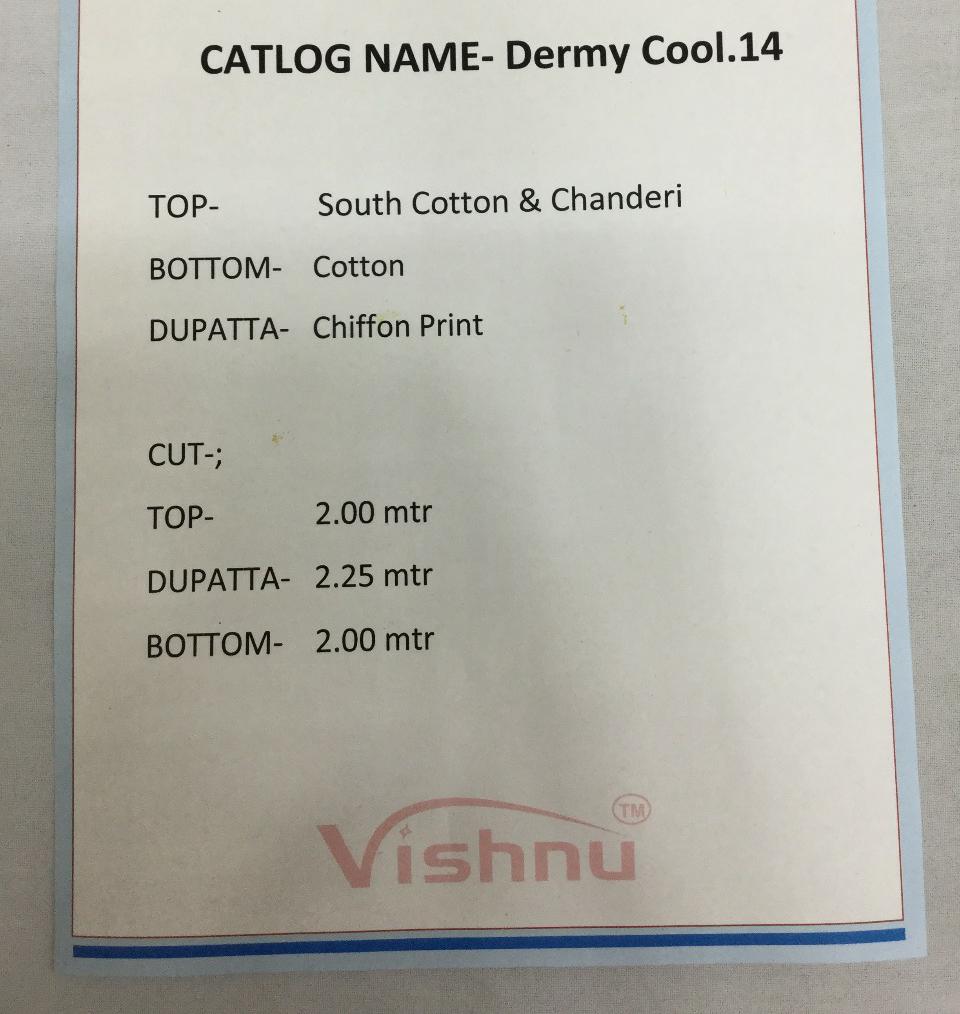 CATLOG NAME- Dermy Cool.14
TOP- South Cotton & Chanderi
BOTTOM- Cotton
DUPATTA- Chiffon Print
CUT-;
TOP- 2.00 mtr
DUPATTA- 2.25 mtr
BOTTOM- 2.00 mtr
Vishnu TM